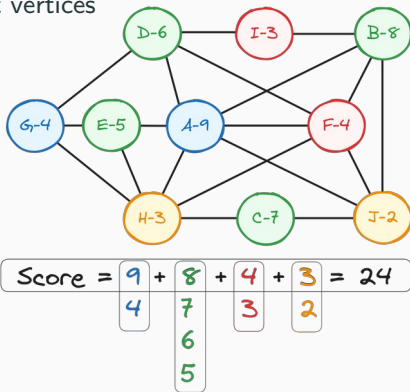 vertices
D-6 I-3 B-8
G-4 E-5 A-9 F-4
H-3 C-7 J-2
Score = 9 + 8 + 4 + 3 = 24
4 7 3 2
6
5